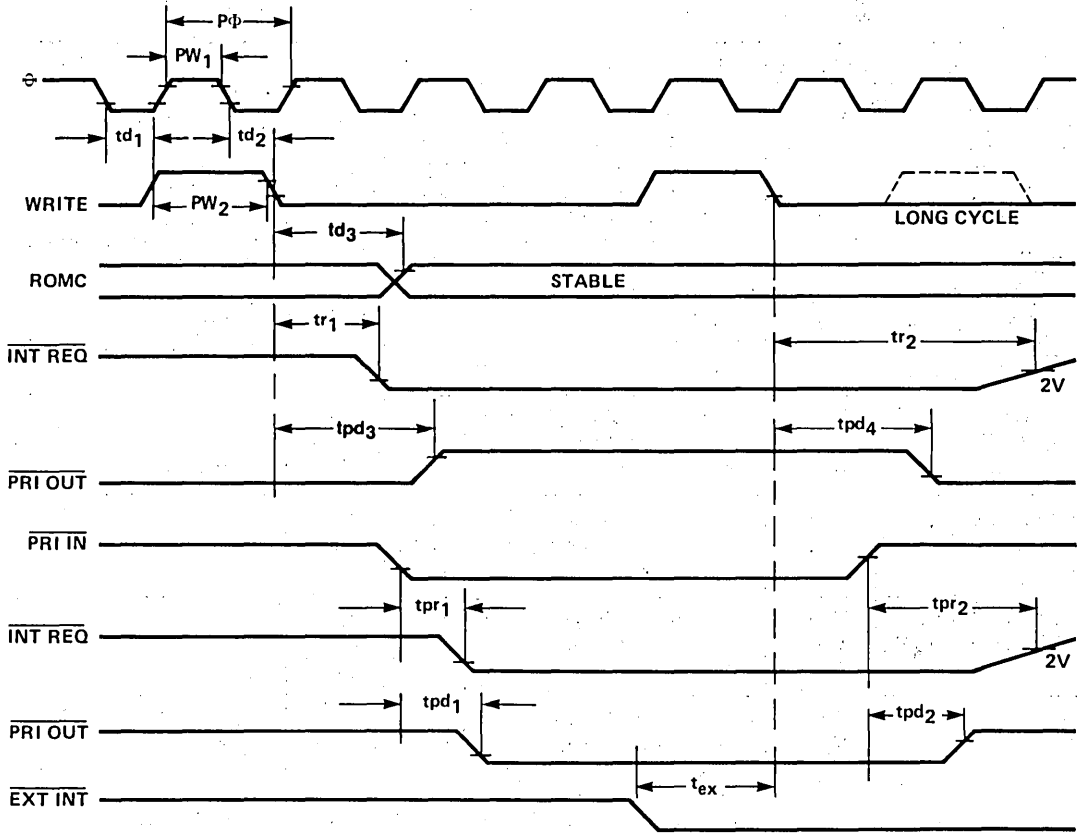 PΦ
PW1
Φ
td1
td2
WRITE
PW2
LONG CYCLE
td3
ROMC
STABLE
tr1
tr2
INT REQ
2V
tpd3
tpd4
PRI OUT
PRI IN
tpr1
tpr2
INT REQ
2V
tpd1
tpd2
PRI OUT
tex
EXT INT